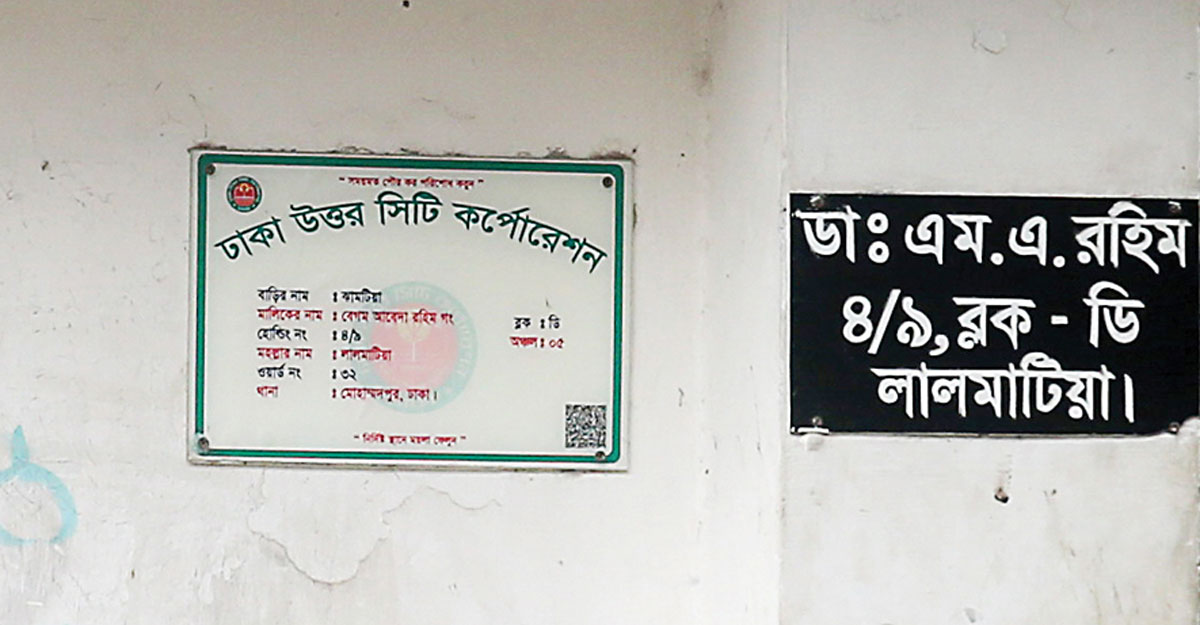 " সময়মত পৌর কর পরিশোধ করুন "
ঢাকা উত্তর সিটি কর্পোরেশন
বাড়ির নাম : ঝামটিয়া
মালিকের নাম : বেগম আবেদা রহিম গং
হোল্ডিং নং : ৪/৯
মহল্লার নাম : লালমাটিয়া
ওয়ার্ড নং : ৩২
থানা : মোহাম্মদপুর, ঢাকা।
ব্লক : ডি
অঞ্চল : ০৫
" নির্দিষ্ট স্থানে ময়লা ফেলুন "
ডাঃ এম.এ.রহিম
৪/৯, ব্লক - ডি
লালমাটিয়া।